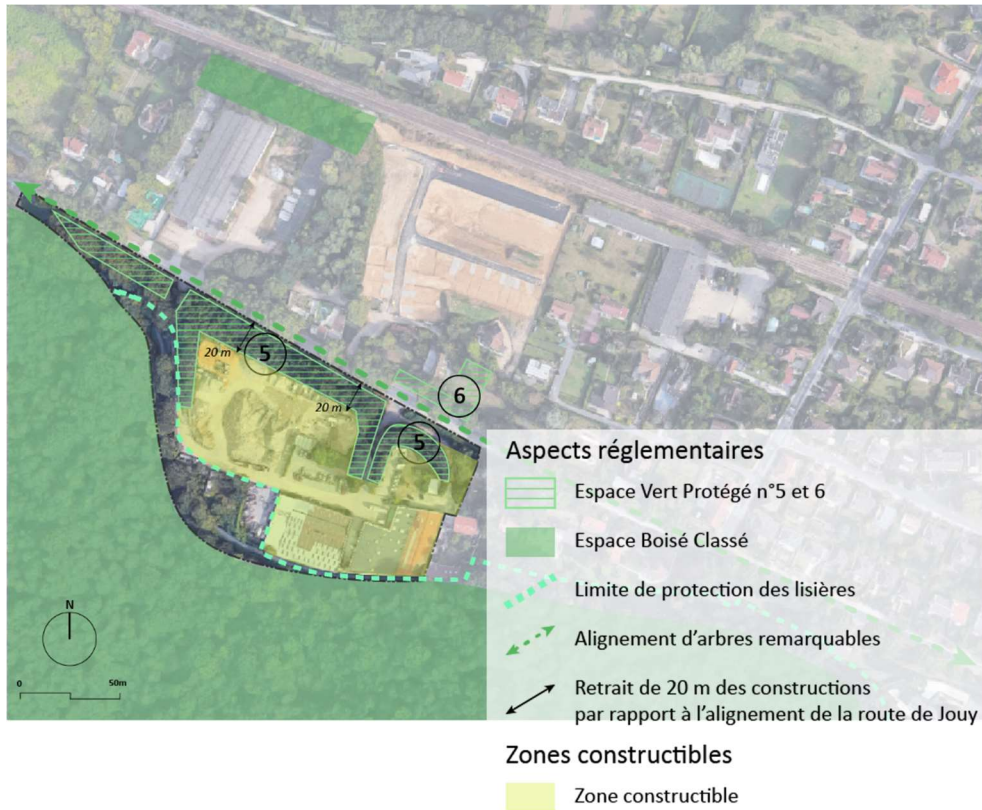 20 m
5
20 m
6
5
N
0 50m
Aspects réglementaires
Espace Vert Protégé n°5 et 6
Espace Boisé Classé
Limite de protection des lisières
Alignement d'arbres remarquables
Retrait de 20 m des constructions
par rapport à l'alignement de la route de Jouy
Zones constructibles
Zone constructible